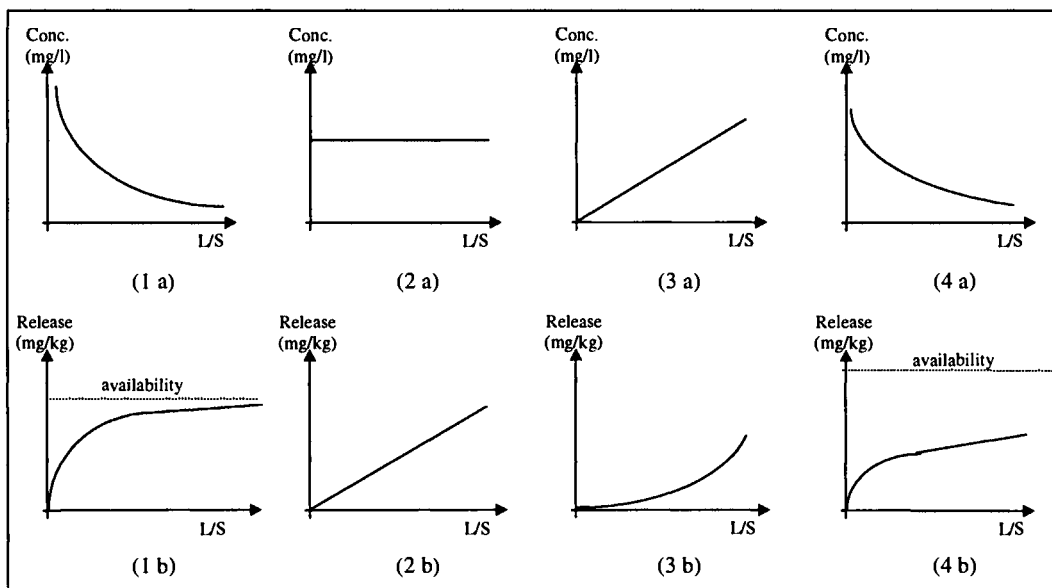 Conc.
(mg/l)
L/S
(1 a)
Conc.
(mg/l)
L/S
(2 a)
Conc.
(mg/l)
L/S
(3 a)
Conc.
(mg/l)
L/S
(4 a)
Release
(mg/kg)
availability
L/S
(1 b)
Release
(mg/kg)
L/S
(2 b)
Release
(mg/kg)
L/S
(3 b)
Release
(mg/kg)
availability
L/S
(4 b)